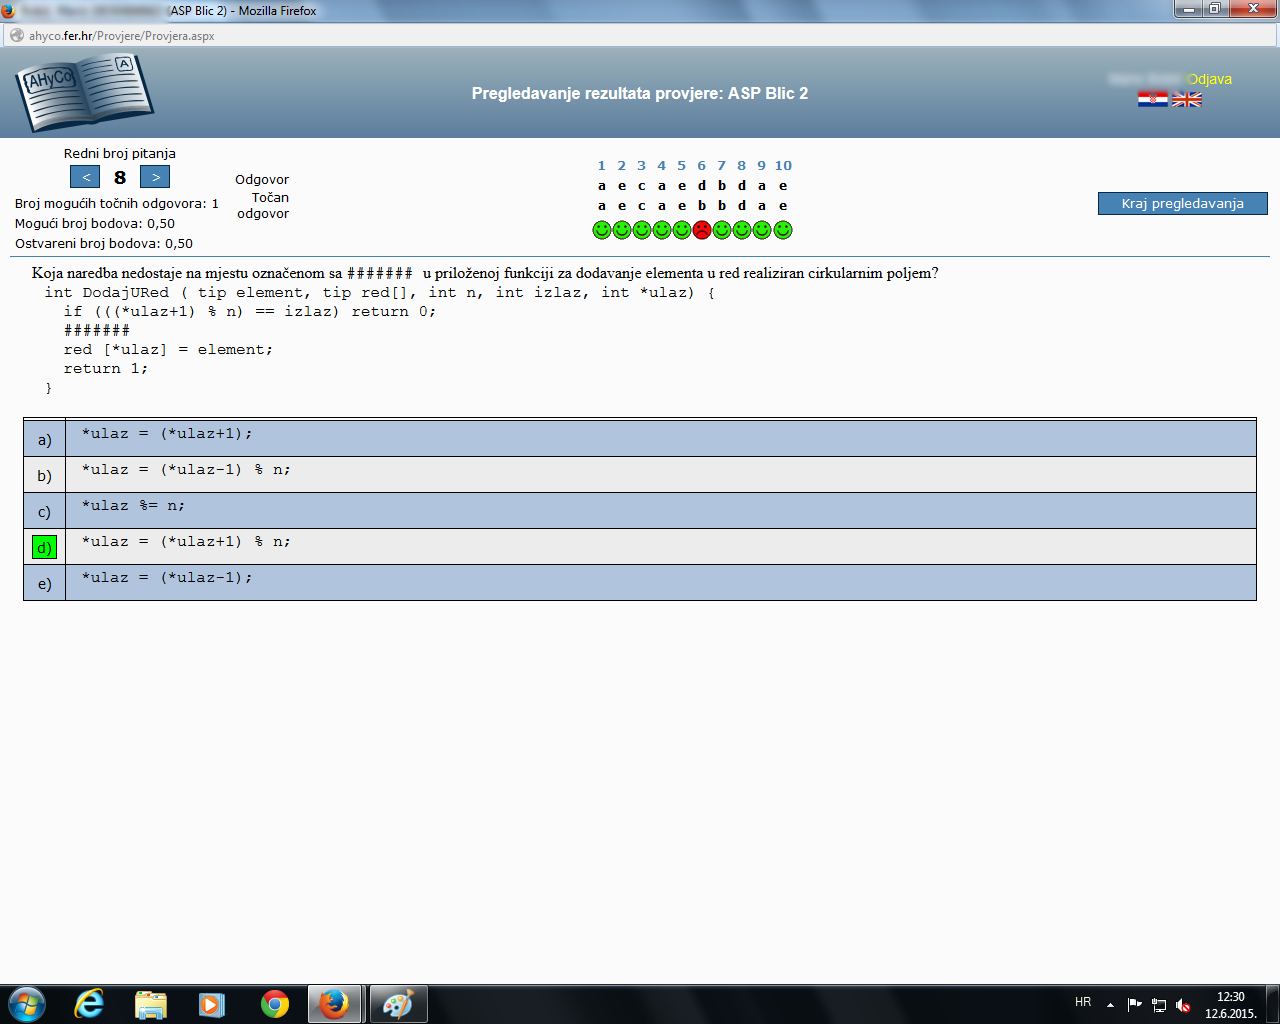 (ASP Blic 2) - Mozilla Firefox
ahyco.fer.hr/Provjere/Provjera.aspx
AHyCo A
Pregledavanje rezultata provjere: ASP Blic 2
Odjava
Redni broj pitanja
< 8 >
Broj mogućih točnih odgovora: 1
Mogući broj bodova: 0,50
Ostvareni broj bodova: 0,50
1 2 3 4 5 6 7 8 9 10
Odgovor a e c a e d b d a e
Točan odgovor a e c a e b b d a e
Kraj pregledavanja
Koja naredba nedostaje na mjestu označenom sa ####### u priloženoj funkciji za dodavanje elementa u red realiziran cirkularnim poljem?
int DodajURed ( tip element, tip red[], int n, int izlaz, int *ulaz) {
if (((*ulaz+1) % n) == izlaz) return 0;
#######
red [*ulaz] = element;
return 1;
}
a) *ulaz = (*ulaz+1);
b) *ulaz = (*ulaz-1) % n;
c) *ulaz %= n;
d) *ulaz = (*ulaz+1) % n;
e) *ulaz = (*ulaz-1);
HR
12:30
12.6.2015.